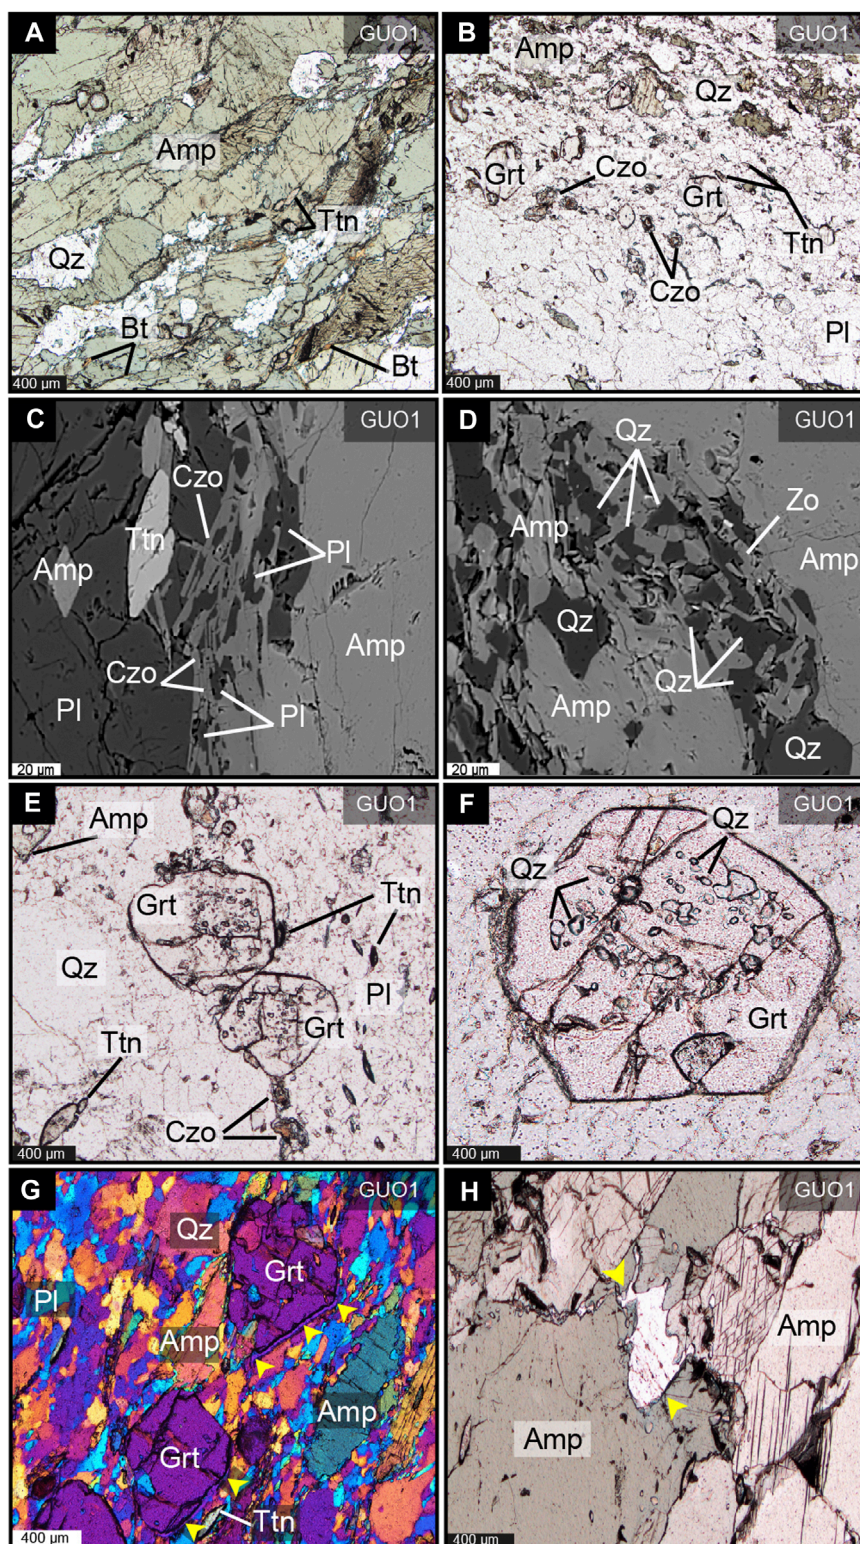 A
GUO1
Amp
Ttn
Qz
Bt
Bt
400 µm
B
GUO1
Amp
Qz
Grt
Czo
Grt
Ttn
Czo
Pl
400 µm
C
GUO1
Czo
Ttn
Amp
Pl
Amp
Czo
Pl
Pl
20 µm
D
GUO1
Qz
Zo
Amp
Amp
Qz
Qz
Amp
Qz
20 µm
E
GUO1
Amp
Grt
Ttn
Qz
Pl
Grt
Ttn
Czo
400 µm
F
GUO1
Qz
Qz
Grt
400 µm
G
GUO1
Qz
Grt
Pl
Amp
Amp
Grt
Ttn
400 µm
H
GUO1
Amp
Amp
400 µm